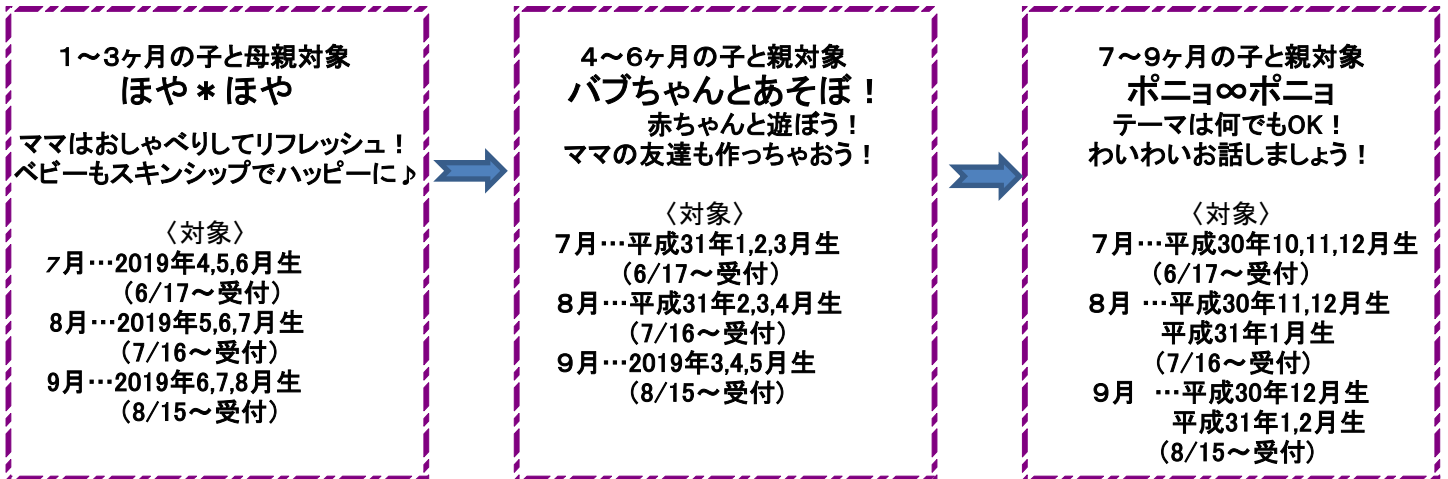 １～３ヶ月の子と母親対象
ほや＊ほや
ママはおしゃべりしてリフレッシュ！
ベビーもスキンシップでハッピーに♪
〈対象〉
７月…2019年4,5,6月生
（6/17～受付）
8月…2019年5,6,7月生
（7/16～受付）
9月…2019年6,7,8月生
（8/15～受付）
４～６ヶ月の子と親対象
バブちゃんとあそぼ！
赤ちゃんと遊ぼう！
ママの友達も作っちゃおう！
〈対象〉
７月…平成31年1,2,3月生
（6/17～受付）
８月…平成31年2,3,4月生
（7/16～受付）
９月…2019年3,4,5月生
（8/15～受付）
７～９ヶ月の子と親対象
ポニョ∞ポニョ
テーマは何でもOK！
わいわいお話しましょう！
〈対象〉
７月…平成30年10,11,12月生
（6/17～受付）
８月 …平成30年11,12月生
平成31年１月生
（7/16～受付）
９月 …平成30年12月生
平成31年1,2月生
（8/15～受付）